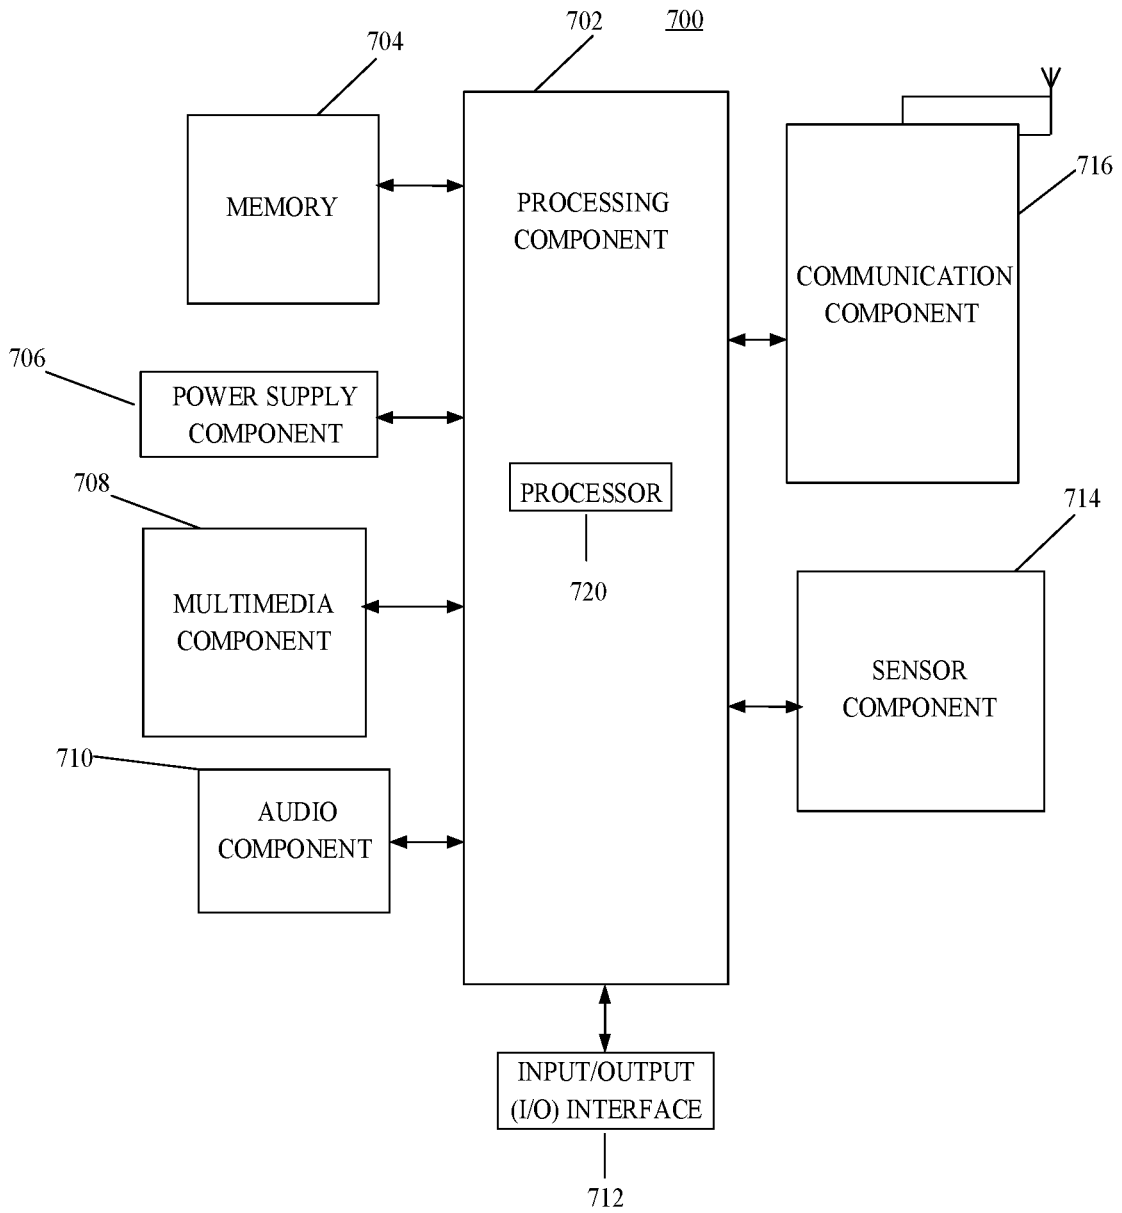 702
700
704
716
MEMORY
PROCESSING
COMPONENT
COMMUNICATION
COMPONENT
706
POWER SUPPLY
COMPONENT
708
PROCESSOR
720
714
MULTIMEDIA
COMPONENT
SENSOR
COMPONENT
710
AUDIO
COMPONENT
INPUT/OUTPUT
(I/O) INTERFACE
712